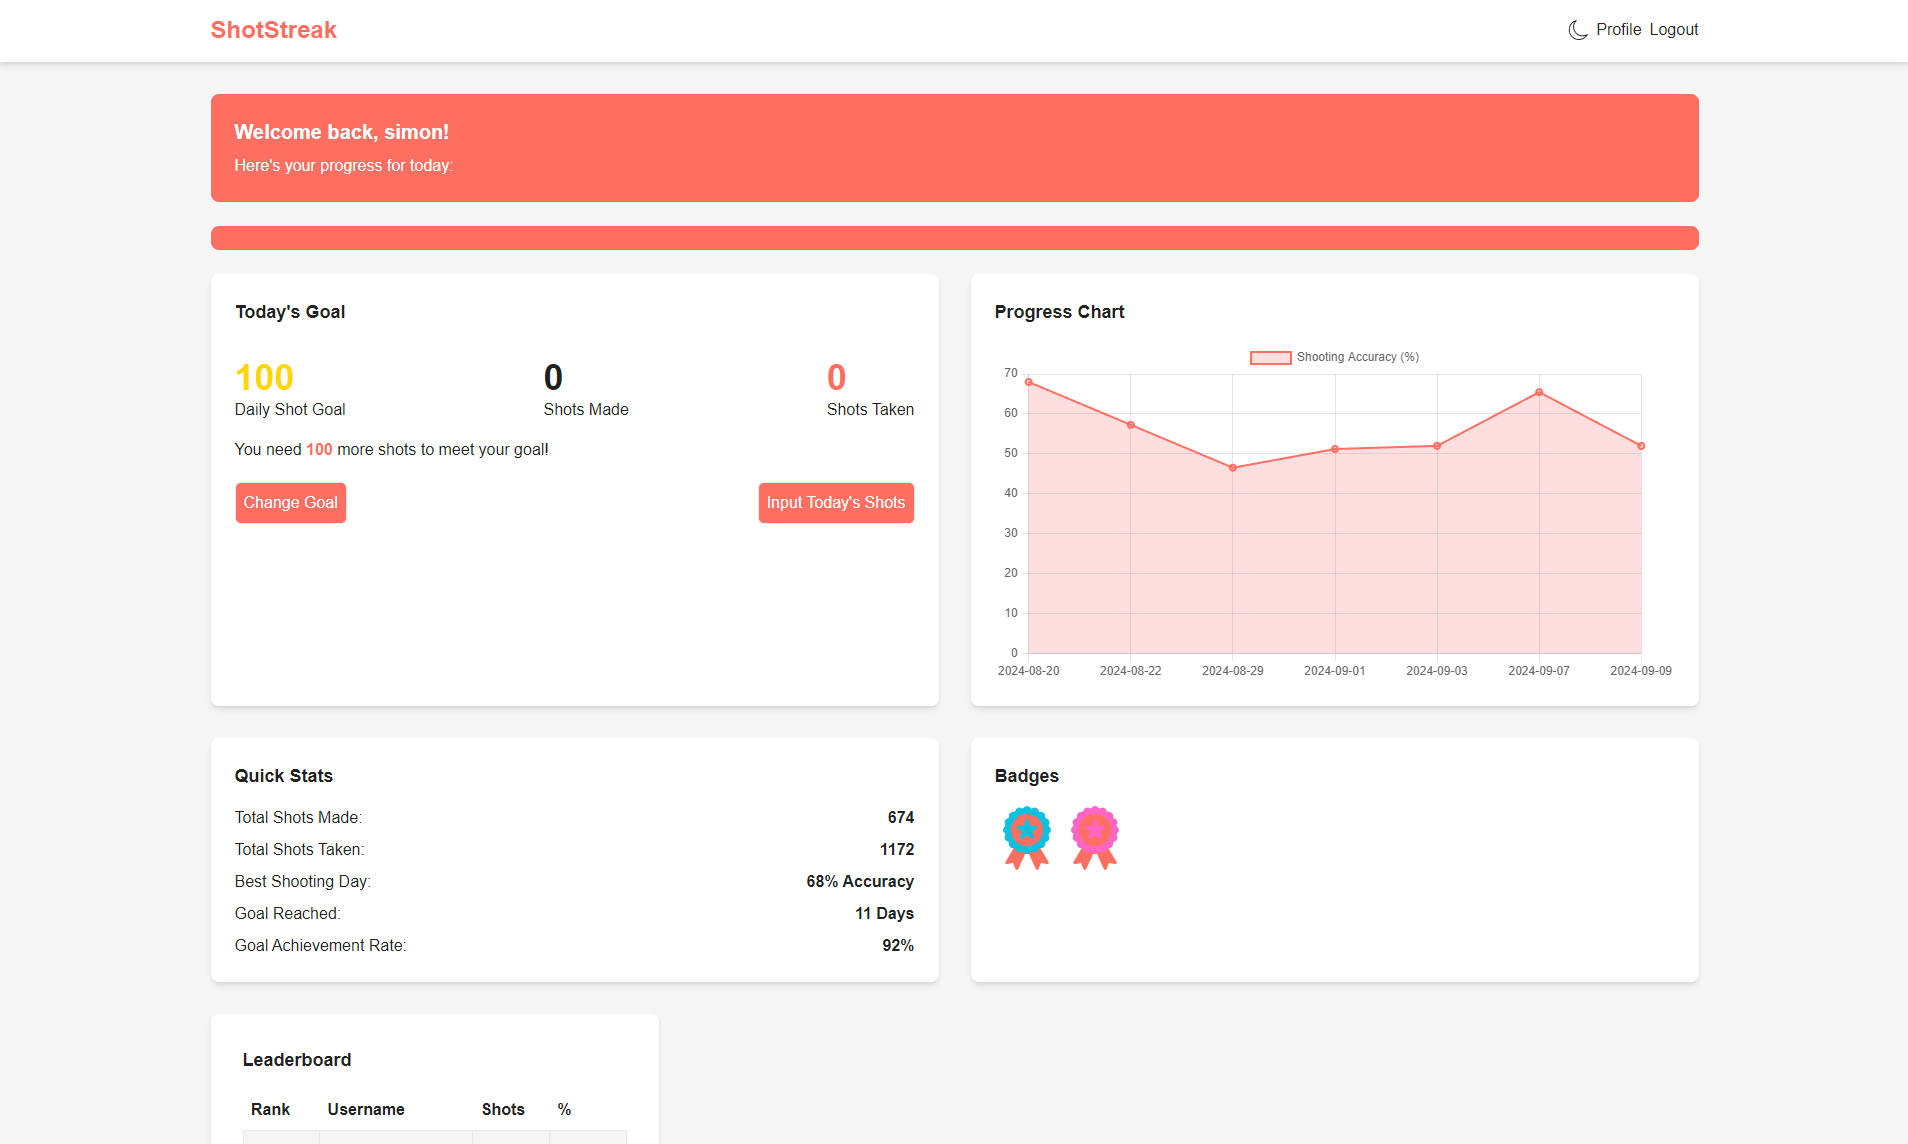 ShotStreak
Profile Logout
Welcome back, simon!
Here's your progress for today:
Today's Goal
100
Daily Shot Goal
0
Shots Made
0
Shots Taken
You need 100 more shots to meet your goal!
Change Goal
Input Today's Shots
Progress Chart
Shooting Accuracy (%)
70
60
50
40
30
20
10
0
2024-08-20 2024-08-22 2024-08-29 2024-09-01 2024-09-03 2024-09-07 2024-09-09
Quick Stats
Total Shots Made: 674
Total Shots Taken: 1172
Best Shooting Day: 68% Accuracy
Goal Reached: 11 Days
Goal Achievement Rate: 92%
Badges
Leaderboard
Rank Username Shots %